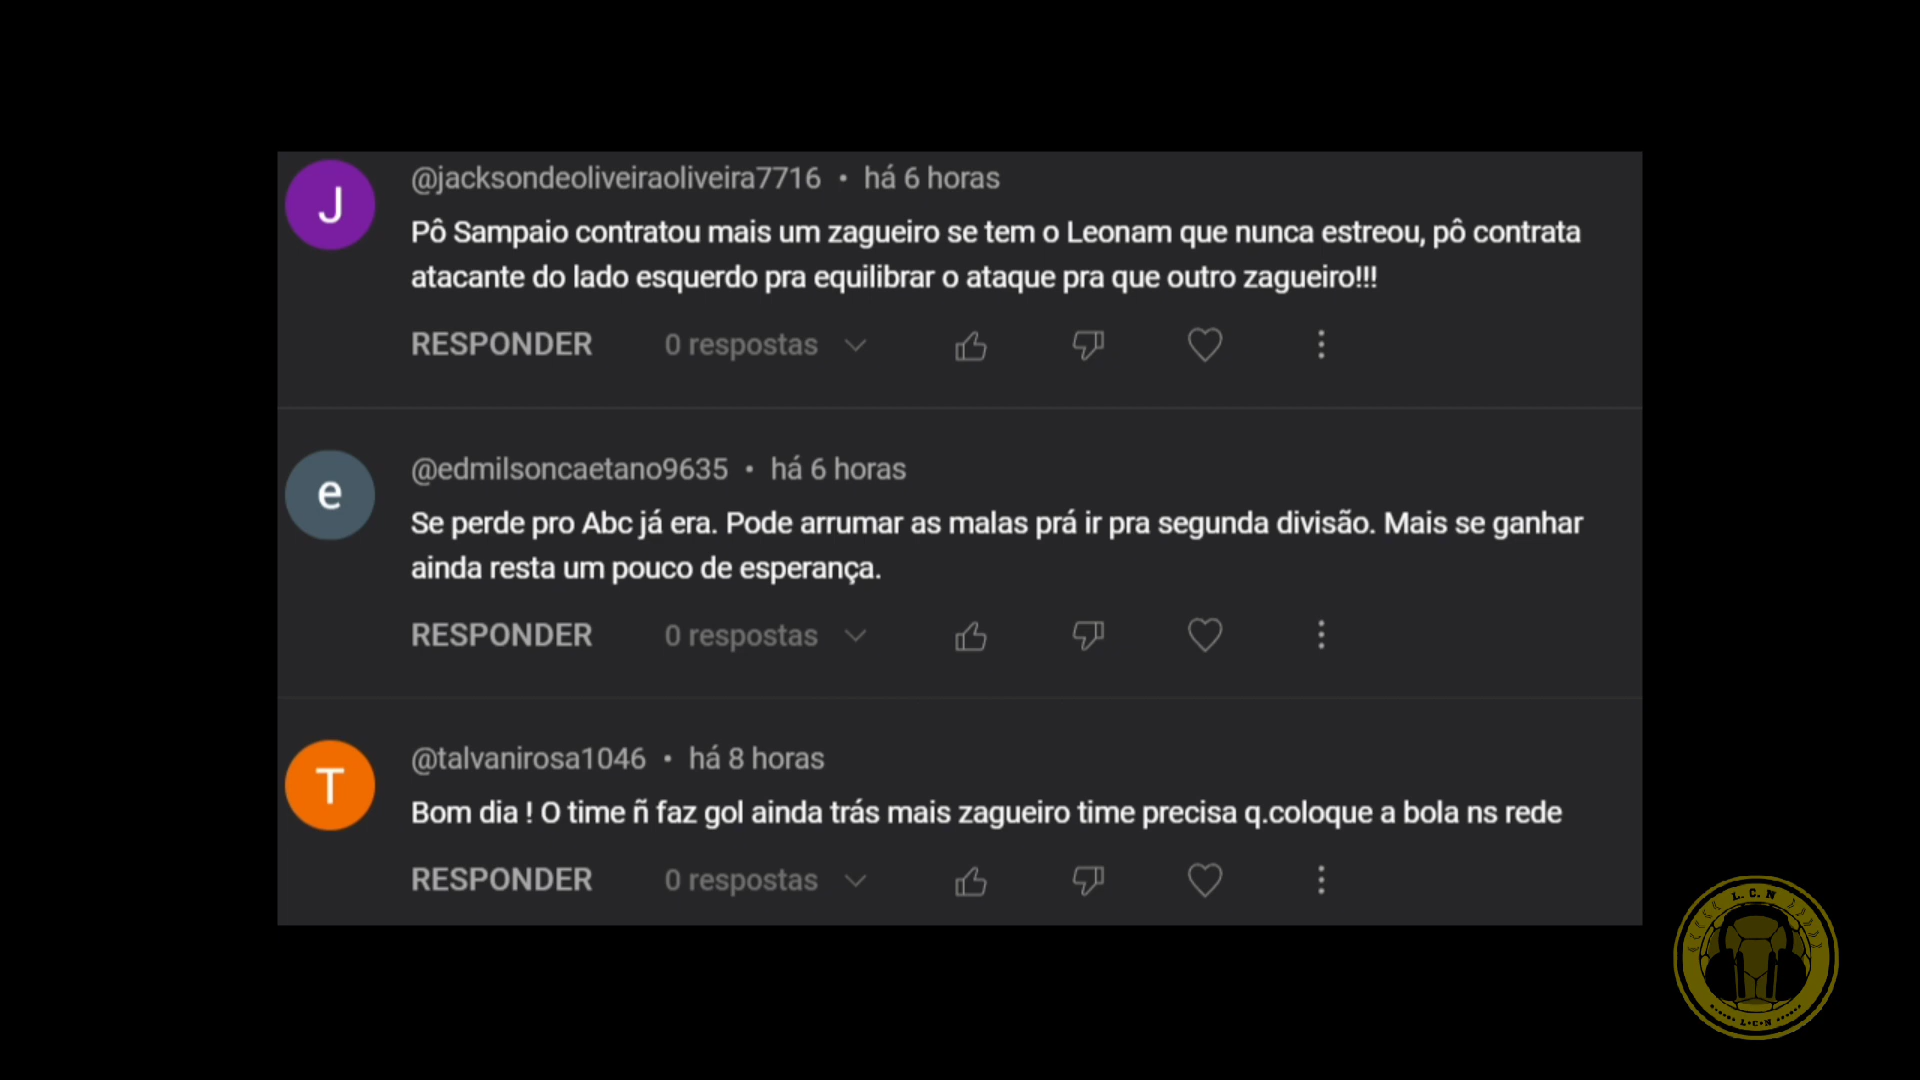 J
@jacksondeoliveiraoliveira7716 • há 6 horas
Pô Sampaio contratou mais um zagueiro se tem o Leonam que nunca estreou, pô contrata
atacante do lado esquerdo pra equilibrar o ataque pra que outro zagueiro!!!
RESPONDER 0 respostas
e
@edmilsoncaetano9635 • há 6 horas
Se perde pro Abc já era. Pode arrumar as malas prá ir pra segunda divisão. Mais se ganhar
ainda resta um pouco de esperança.
RESPONDER 0 respostas
T
@talvanirosa1046 • há 8 horas
Bom dia ! O time ñ faz gol ainda trás mais zagueiro time precisa q.coloque a bola ns rede
RESPONDER 0 respostas
L. C. N
L•C•N